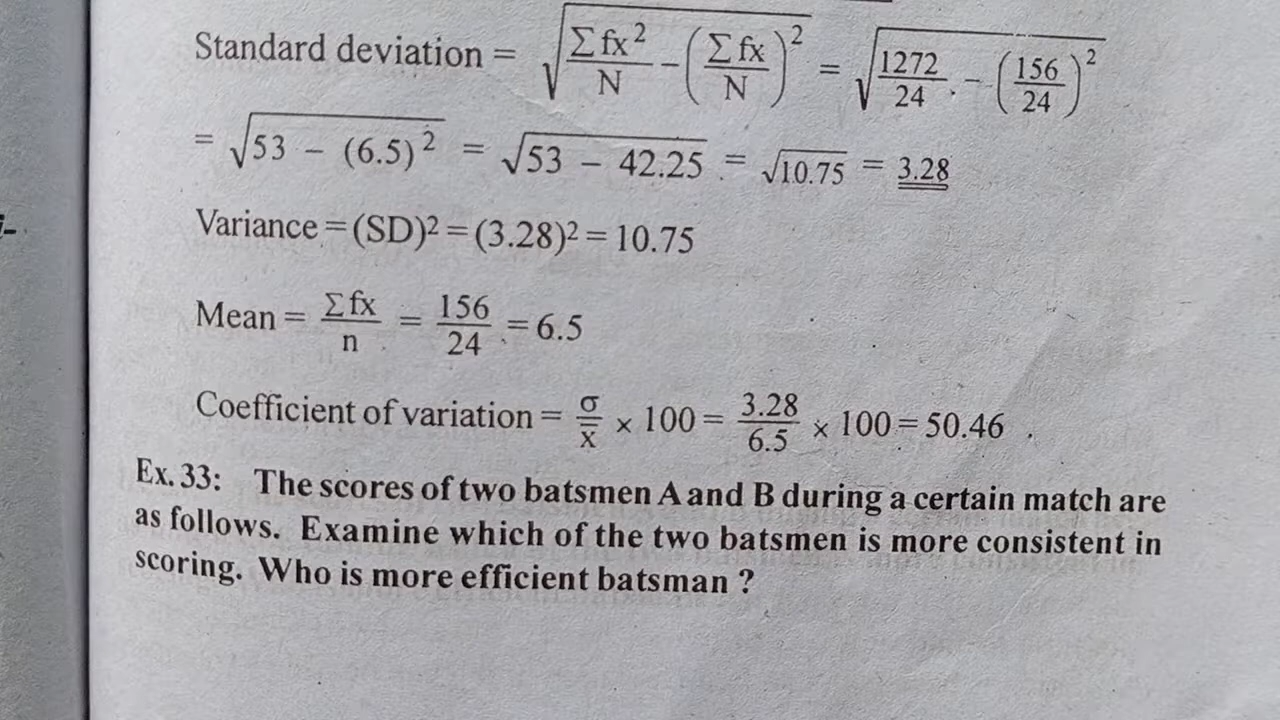 Standard deviation = √(Σfx²/N − (Σfx/N)²) = √(1272/24 − (156/24)²)
= √(53 − (6.5)²) = √(53 − 42.25) = √10.75 = 3.28
Variance = (SD)² = (3.28)² = 10.75
Mean = Σfx/n = 156/24 = 6.5
Coefficient of variation = σ/x̄ × 100 = 3.28/6.5 × 100 = 50.46 .
Ex. 33: The scores of two batsmen A and B during a certain match are
as follows. Examine which of the two batsmen is more consistent in
scoring. Who is more efficient batsman ?